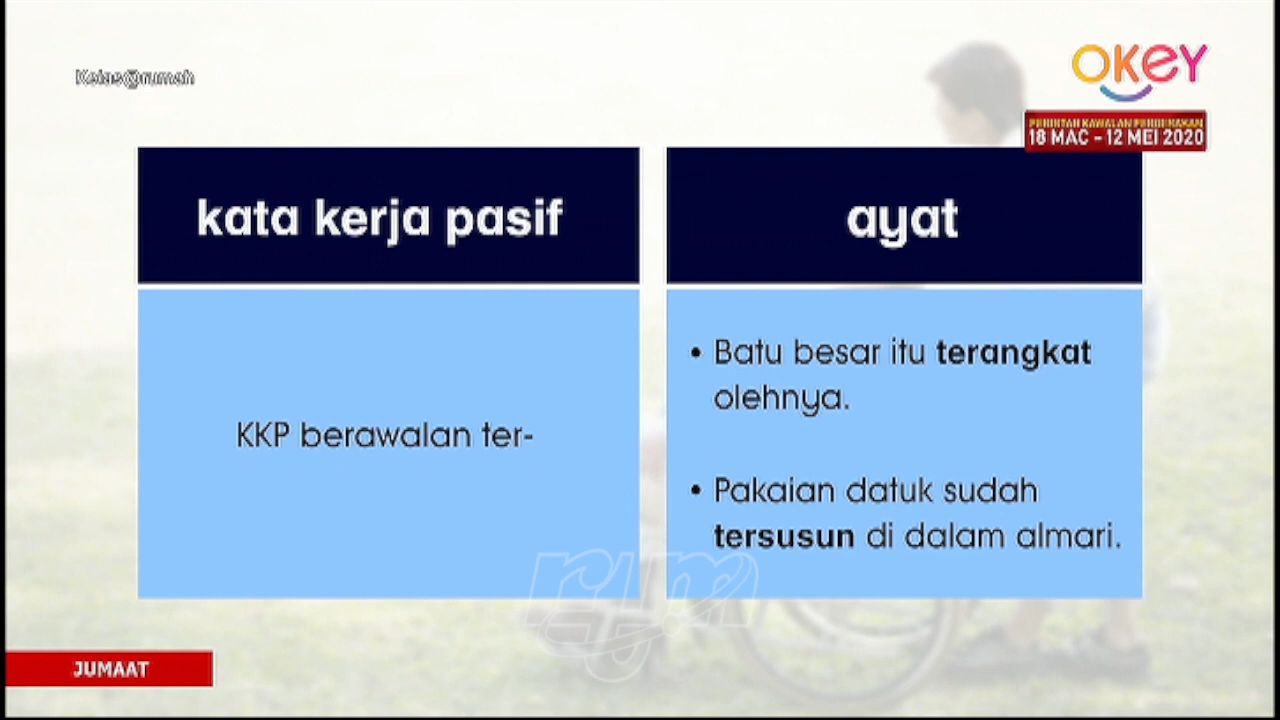 Kelas@rumah
OKEY
PERINTAH KAWALAN PERGERAKAN
18 MAC - 12 MEI 2020
kata kerja pasif
ayat
KKP berawalan ter-
• Batu besar itu terangkat
olehnya.
• Pakaian datuk sudah
tersusun di dalam almari.
rtm
JUMAAT